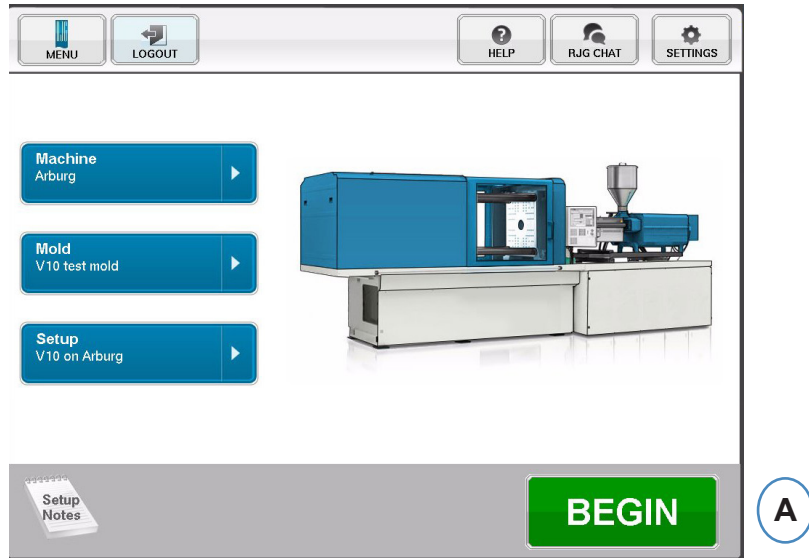 MENU
LOGOUT
HELP
RJG CHAT
SETTINGS
Machine
Arburg
Mold
V10 test mold
Setup
V10 on Arburg
Setup
Notes
BEGIN
A